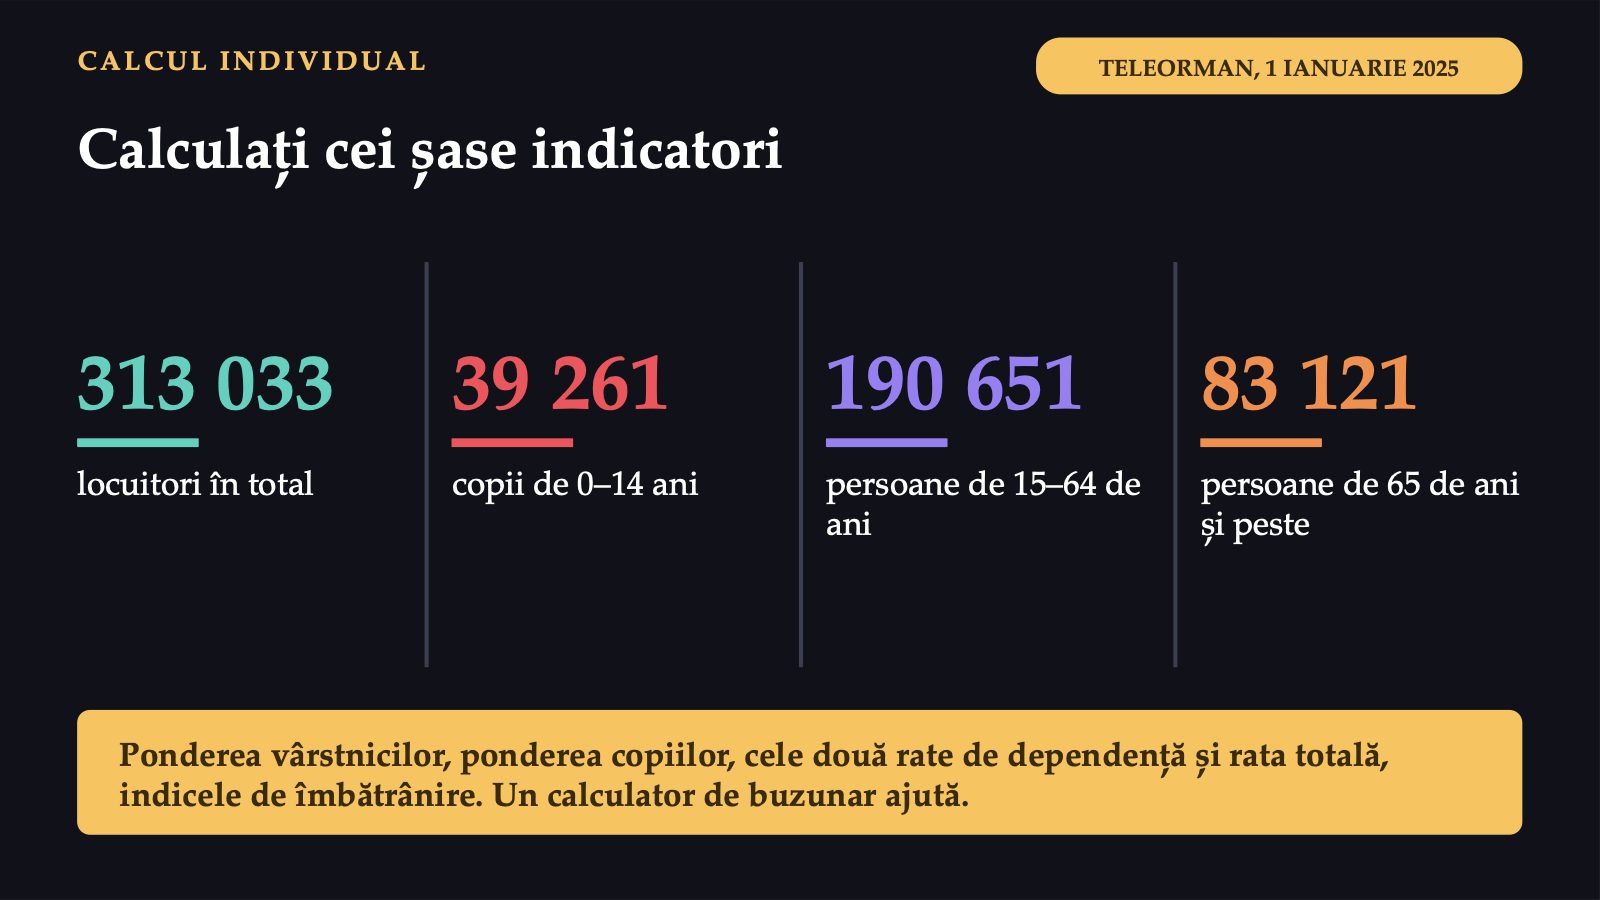 CALCUL INDIVIDUAL
TELEORMAN, 1 IANUARIE 2025
Calculați cei șase indicatori
313 033
locuitori în total
39 261
copii de 0–14 ani
190 651
persoane de 15–64 de
ani
83 121
persoane de 65 de ani
și peste
Ponderea vârstnicilor, ponderea copiilor, cele două rate de dependență și rata totală,
indicele de îmbătrânire. Un calculator de buzunar ajută.